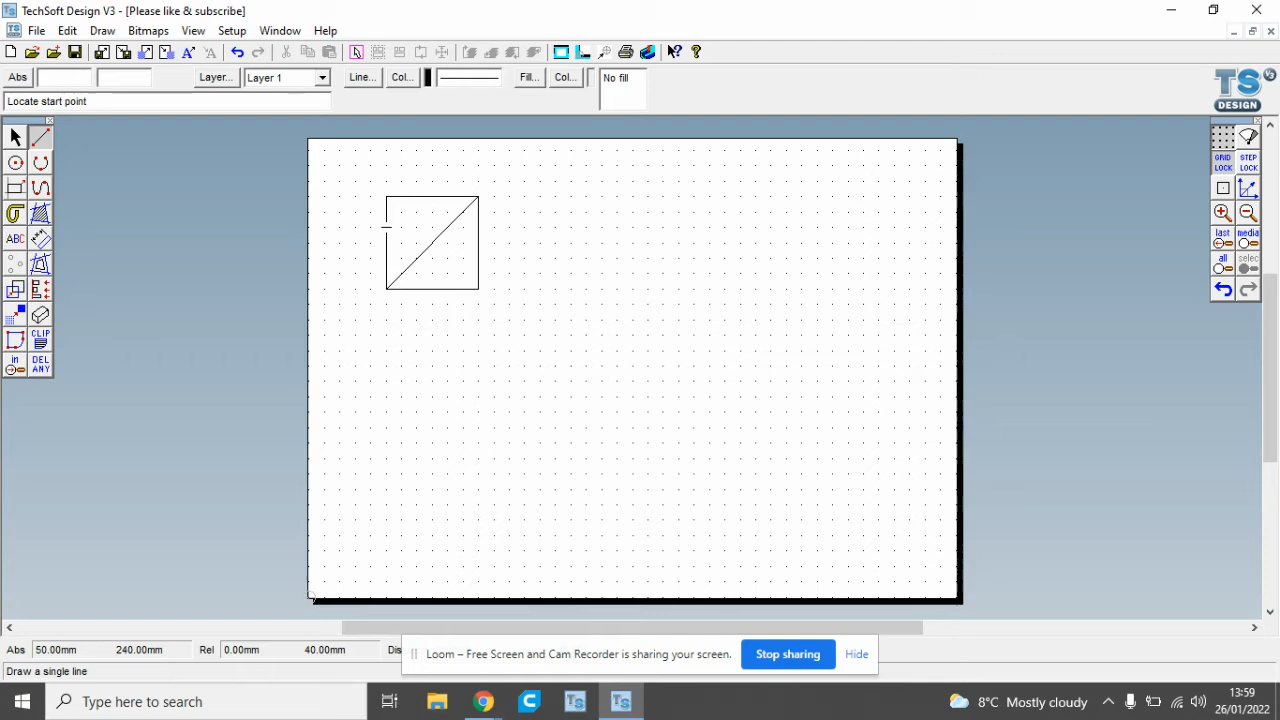 TechSoft Design V3 - [Please like & subscribe]
File Edit Draw Bitmaps View Setup Window Help
Abs Layer... Layer 1 Line... Col... Fill... Col... No fill
TS V3
DESIGN
Locate start point
GRID LOCK STEP LOCK
ABC
last media
all selec
CLIP
in DEL ANY
Abs 50.00mm 240.00mm Rel 0.00mm 40.00mm Dis
Loom – Free Screen and Cam Recorder is sharing your screen. Stop sharing Hide
Draw a single line
Type here to search
8°C Mostly cloudy
13:59
26/01/2022